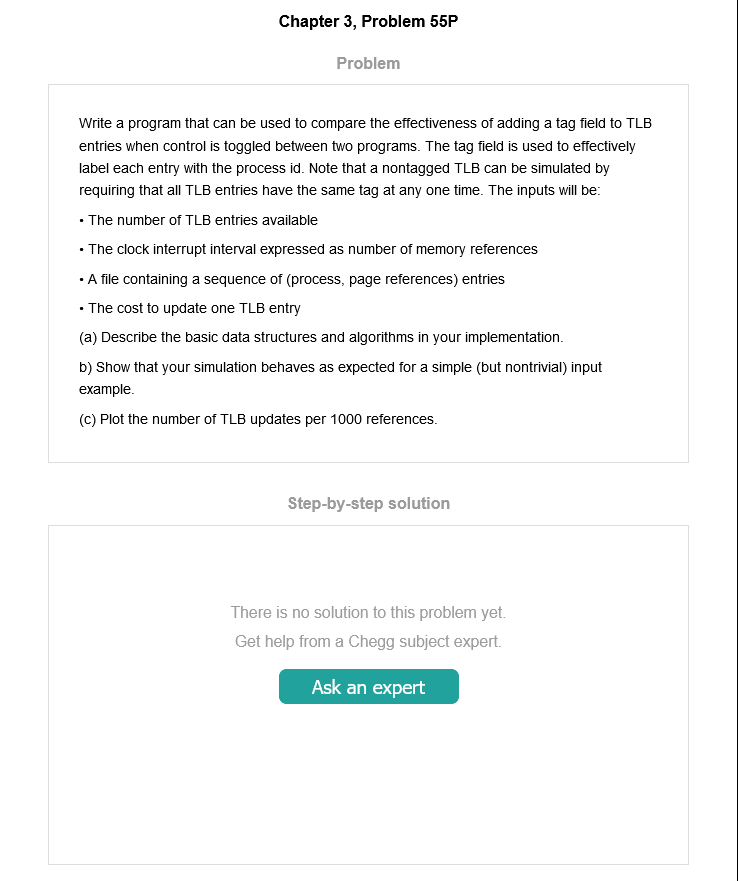 Chapter 3, Problem 55P
Problem
Write a program that can be used to compare the effectiveness of adding a tag field to TLB
entries when control is toggled between two programs. The tag field is used to effectively
label each entry with the process id. Note that a nontagged TLB can be simulated by
requiring that all TLB entries have the same tag at any one time. The inputs will be:
• The number of TLB entries available
• The clock interrupt interval expressed as number of memory references
• A file containing a sequence of (process, page references) entries
• The cost to update one TLB entry
(a) Describe the basic data structures and algorithms in your implementation.
b) Show that your simulation behaves as expected for a simple (but nontrivial) input
example.
(c) Plot the number of TLB updates per 1000 references.
Step-by-step solution
There is no solution to this problem yet.
Get help from a Chegg subject expert.
Ask an expert